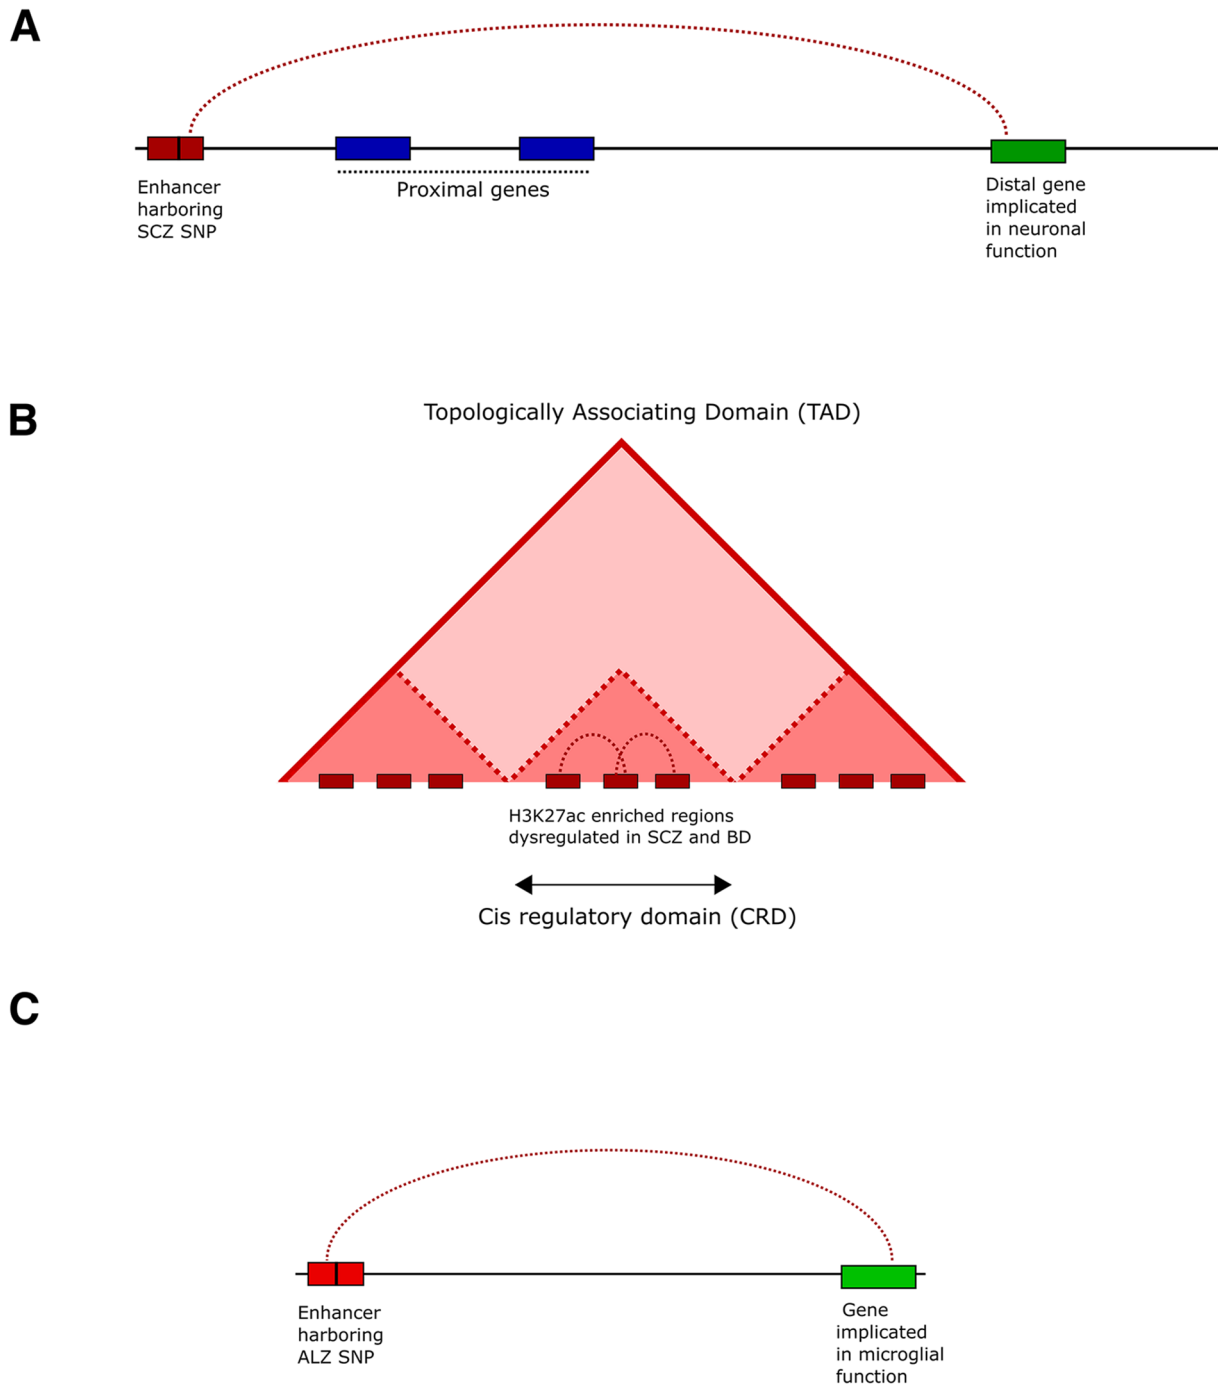 A
Enhancer
harboring
SCZ SNP
Proximal genes
Distal gene
implicated
in neuronal
function
B
Topologically Associating Domain (TAD)
H3K27ac enriched regions
dysregulated in SCZ and BD
Cis regulatory domain (CRD)
C
Enhancer
harboring
ALZ SNP
Gene
implicated
in microglial
function